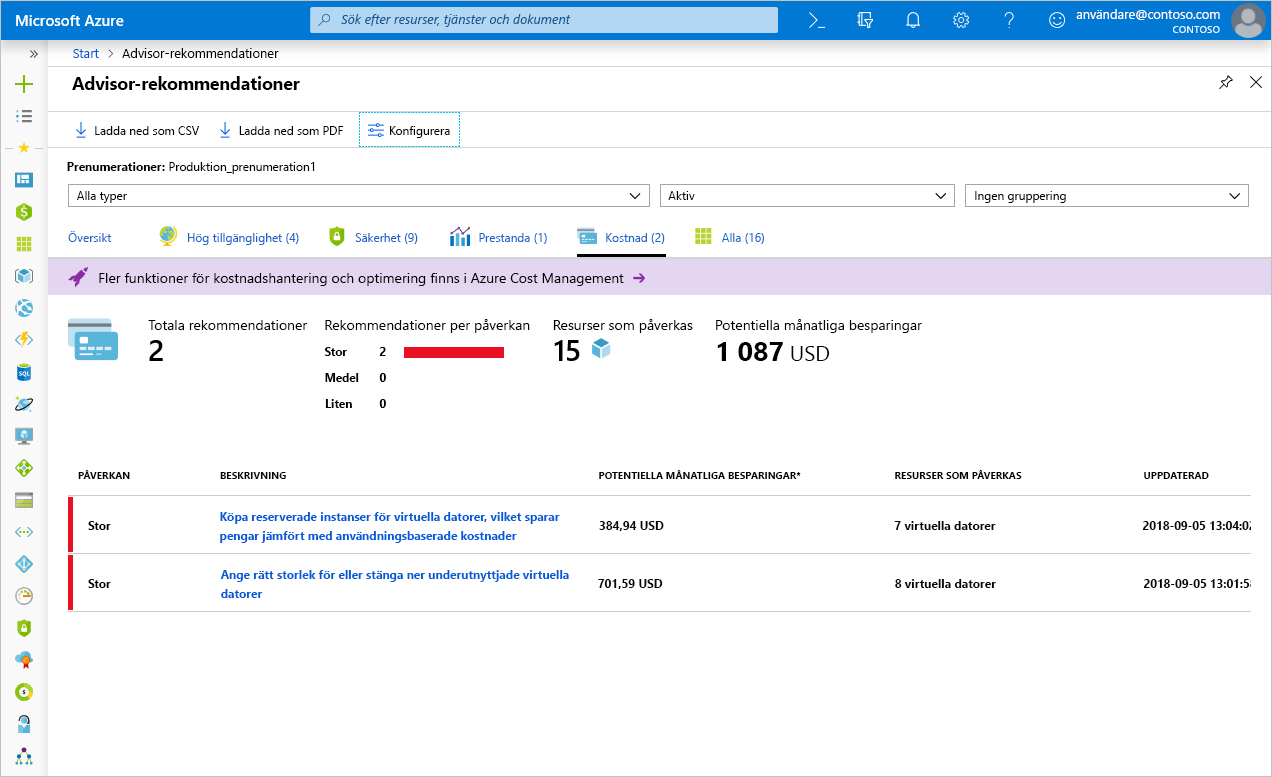 Microsoft Azure
Sök efter resurser, tjänster och dokument
användare@contoso.com
CONTOSO
Start > Advisor-rekommendationer
Advisor-rekommendationer
Ladda ned som CSV Ladda ned som PDF Konfigurera
Prenumerationer: Produktion_prenumeration1
Alla typer Aktiv Ingen gruppering
Översikt Hög tillgänglighet (4) Säkerhet (9) Prestanda (1) Kostnad (2) Alla (16)
Fler funktioner för kostnadshantering och optimering finns i Azure Cost Management →
Totala rekommendationer Rekommendationer per påverkan Resurser som påverkas Potentiella månatliga besparingar
2 Stor 2 15 1 087 USD
Medel 0
Liten 0
PÅVERKAN BESKRIVNING POTENTIELLA MÅNATLIGA BESPARINGAR* RESURSER SOM PÅVERKAS UPPDATERAD
Stor Köpa reserverade instanser för virtuella datorer, vilket sparar 384,94 USD 7 virtuella datorer 2018-09-05 13:04:02
pengar jämfört med användningsbaserade kostnader
Stor Ange rätt storlek för eller stänga ner underutnyttjade virtuella 701,59 USD 8 virtuella datorer 2018-09-05 13:01:58
datorer